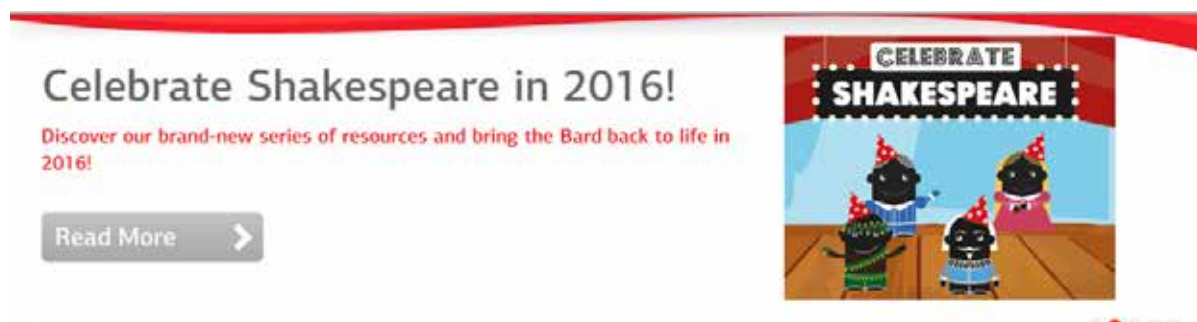 Celebrate Shakespeare in 2016!
Discover our brand-new series of resources and bring the Bard back to life in
2016!
Read More
CELEBRATE
SHAKESPEARE